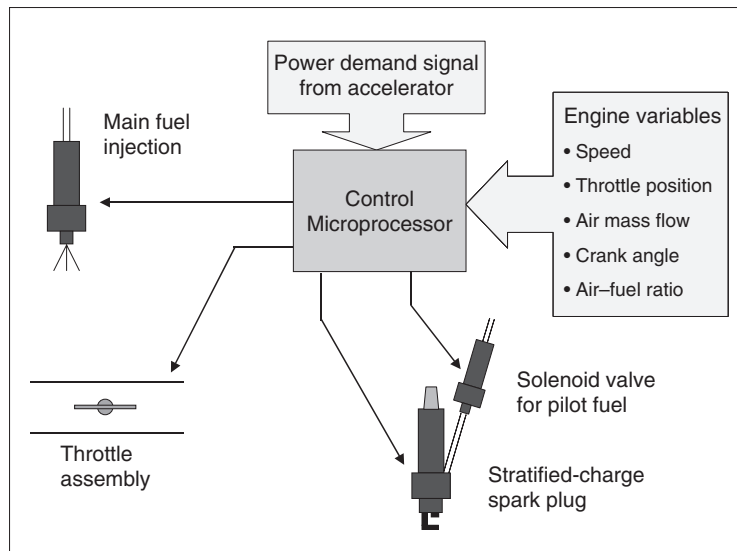 Power demand signal
from accelerator
Main fuel
injection
Engine variables
• Speed
• Throttle position
• Air mass flow
• Crank angle
• Air–fuel ratio
Control
Microprocessor
Solenoid valve
for pilot fuel
Throttle
assembly
Stratified-charge
spark plug